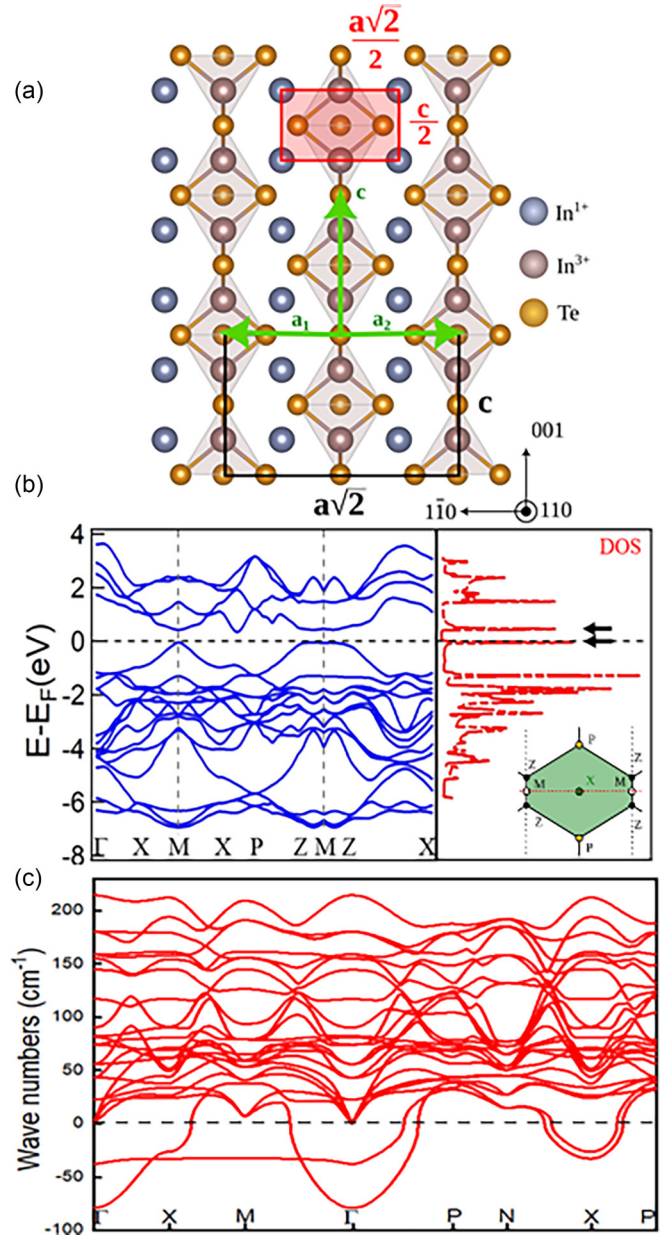 (a)
a√2
2
c
2
c
In¹⁺
In³⁺
Te
a₁ a₂
c
a√2
001
11̄0
110
(b)
E-E_F(eV)
4
2
0
-2
-4
-6
-8
Γ X M X P Z M Z X
DOS
P
Z Z
M X M
Z Z
P
(c)
Wave numbers (cm⁻¹)
200
150
100
50
0
-50
-100
Γ X M Γ P N X P